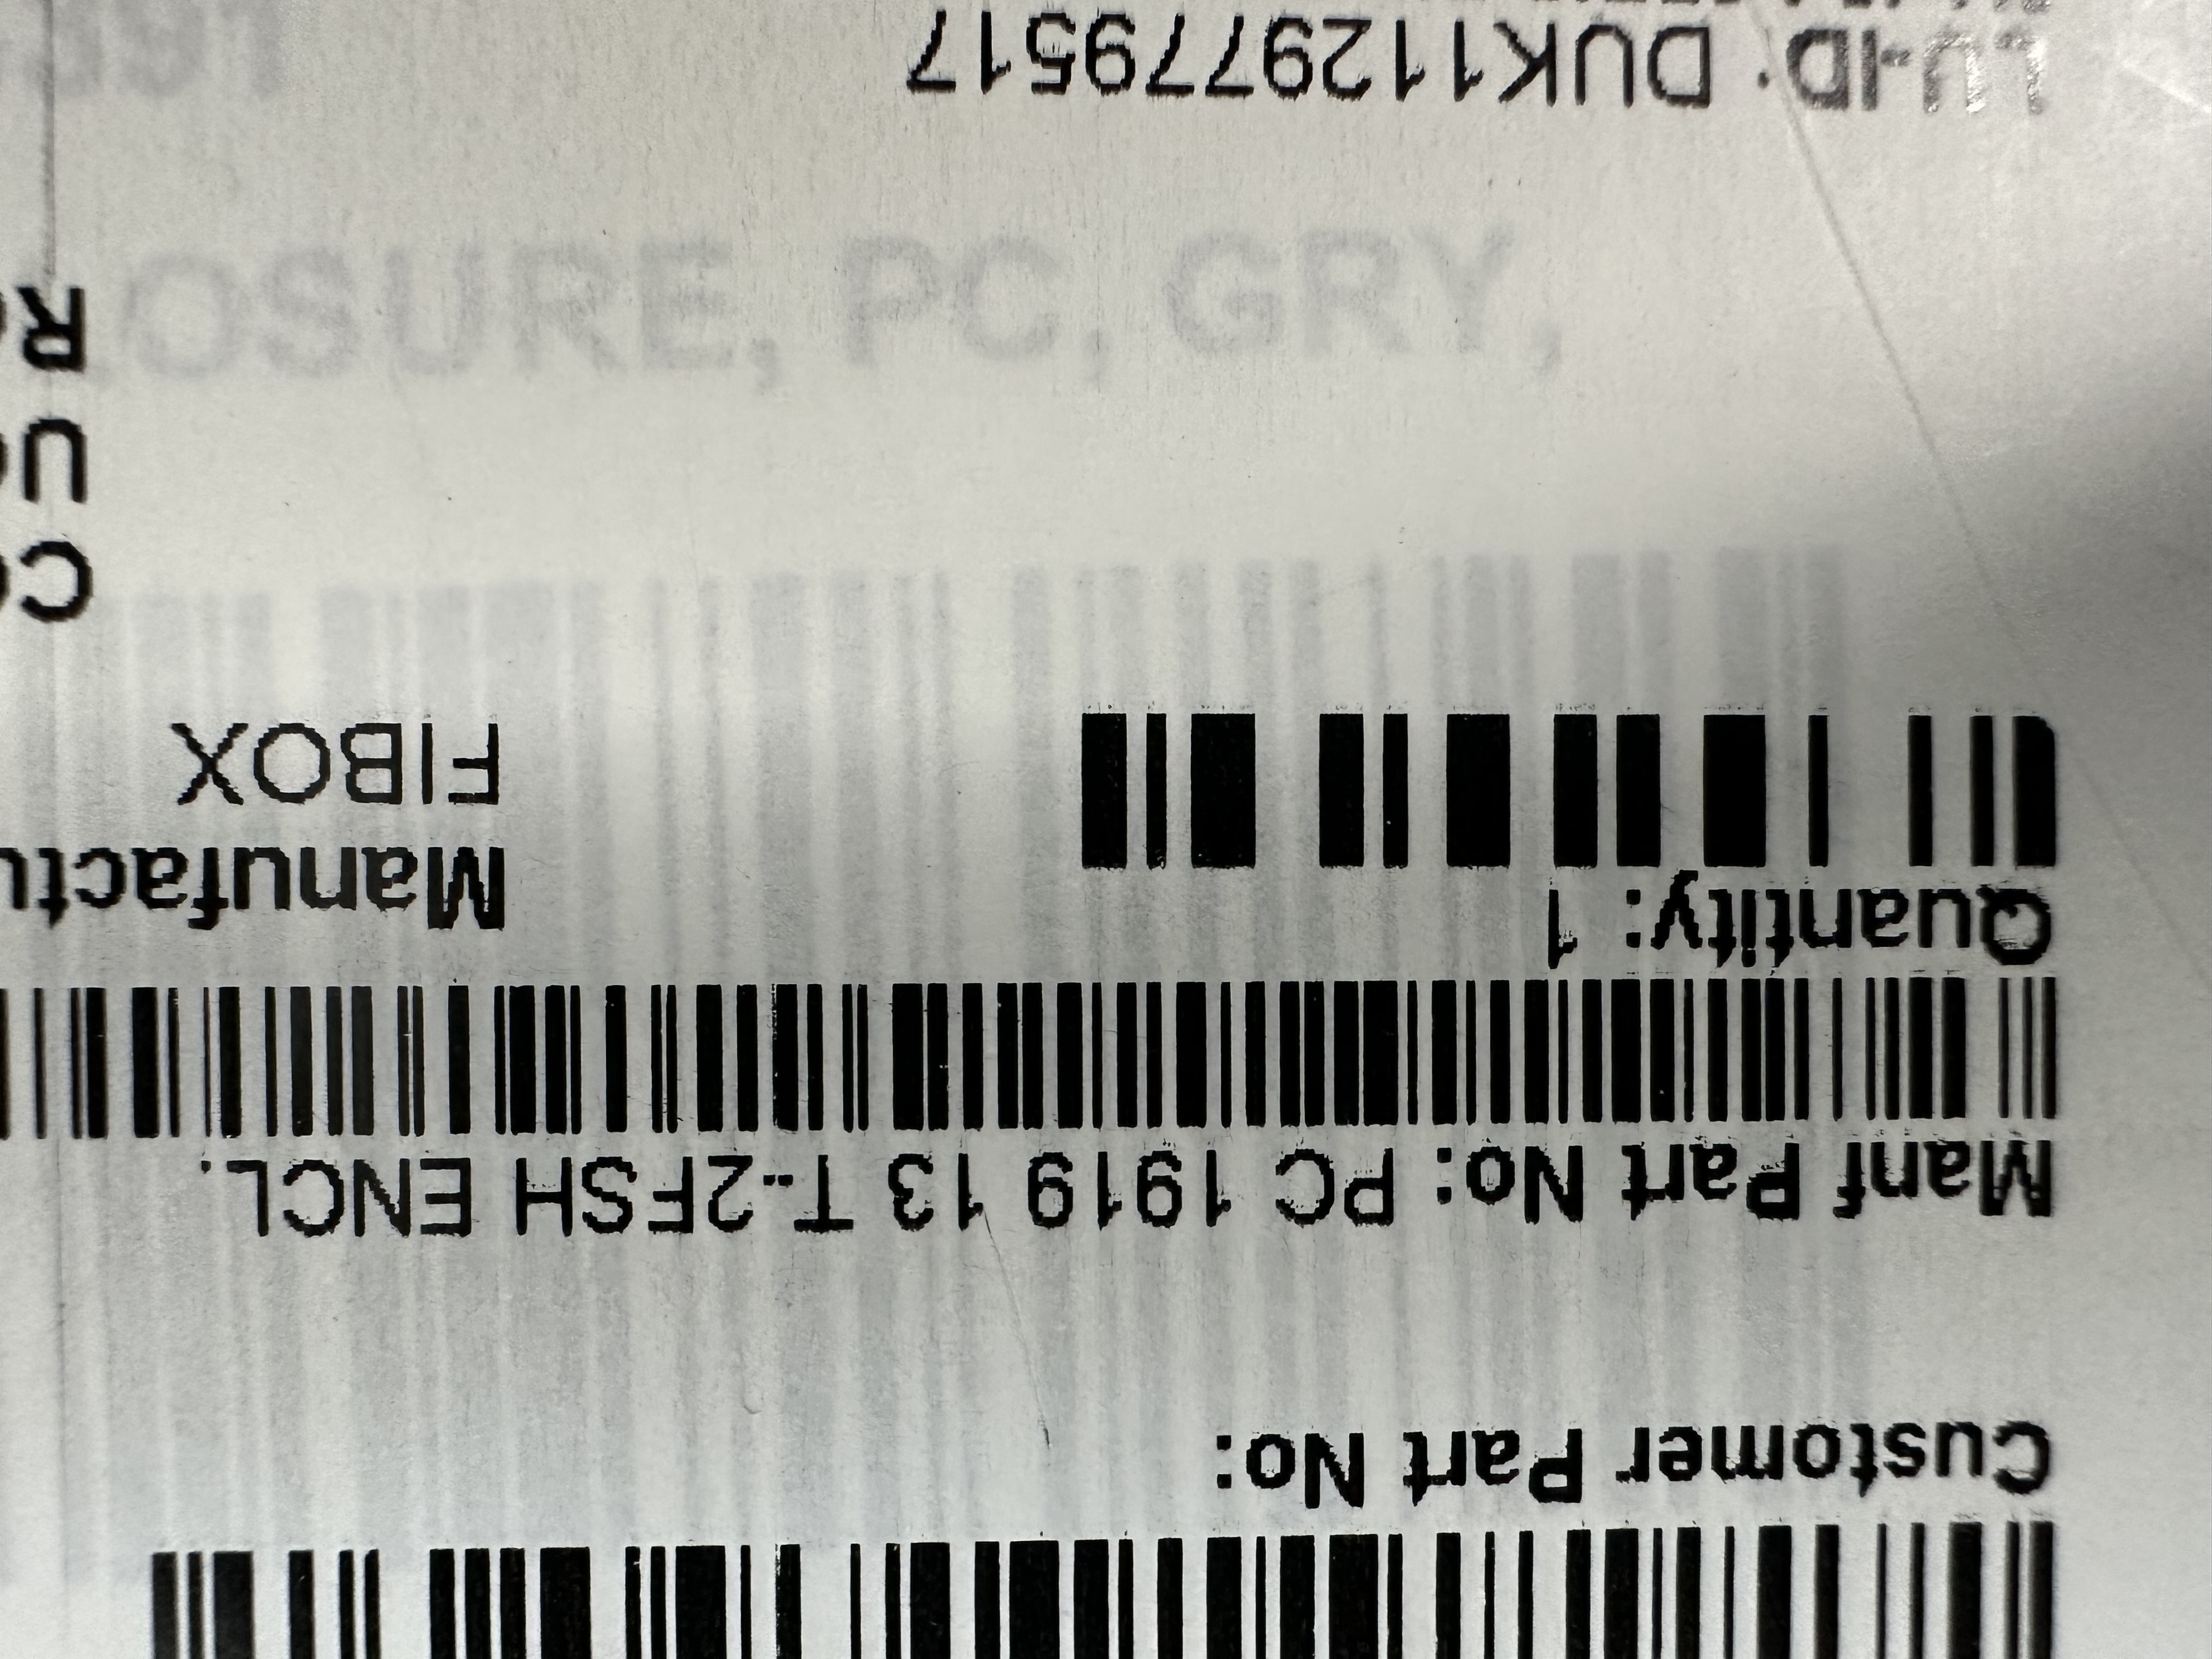 Customer Part No:
Manf Part No: PC 1919 13 T--2FSH ENCL.
Quantity: 1
FIBOX
LU-ID: DUK1129779517
OSURE, PC, GRY,